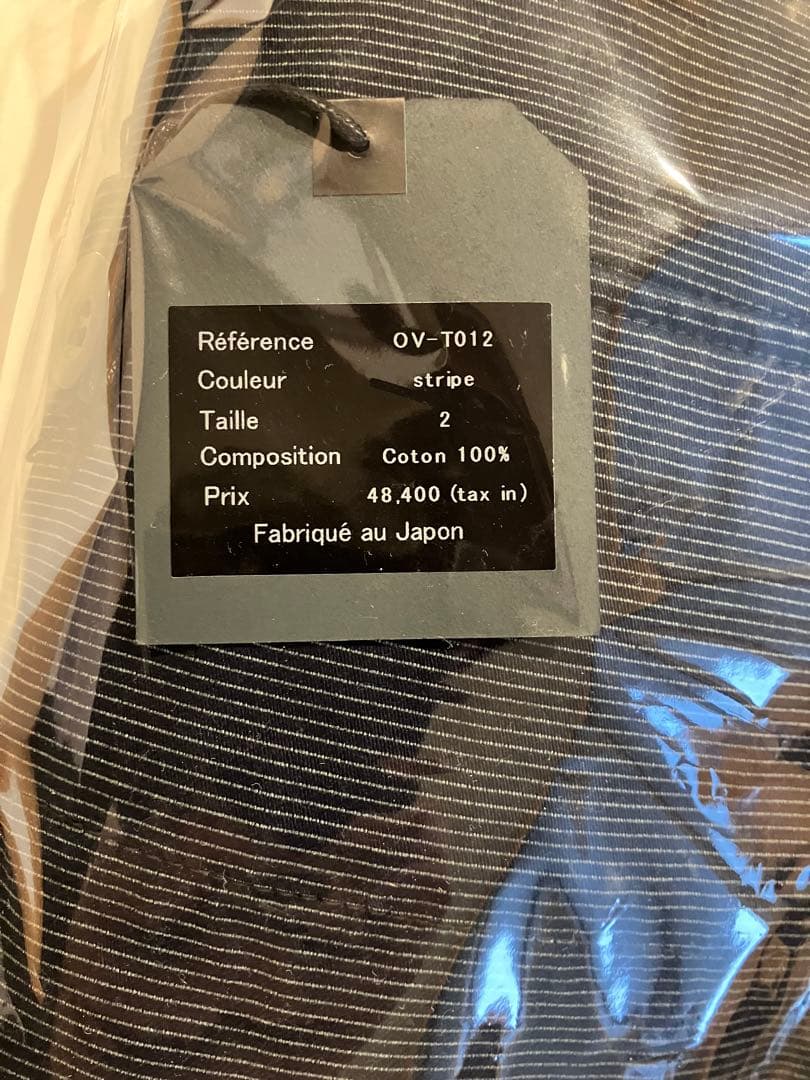 Référence OV-T012
Couleur stripe
Taille 2
Composition Coton 100%
Prix 48,400 (tax in)
Fabriqué au Japon